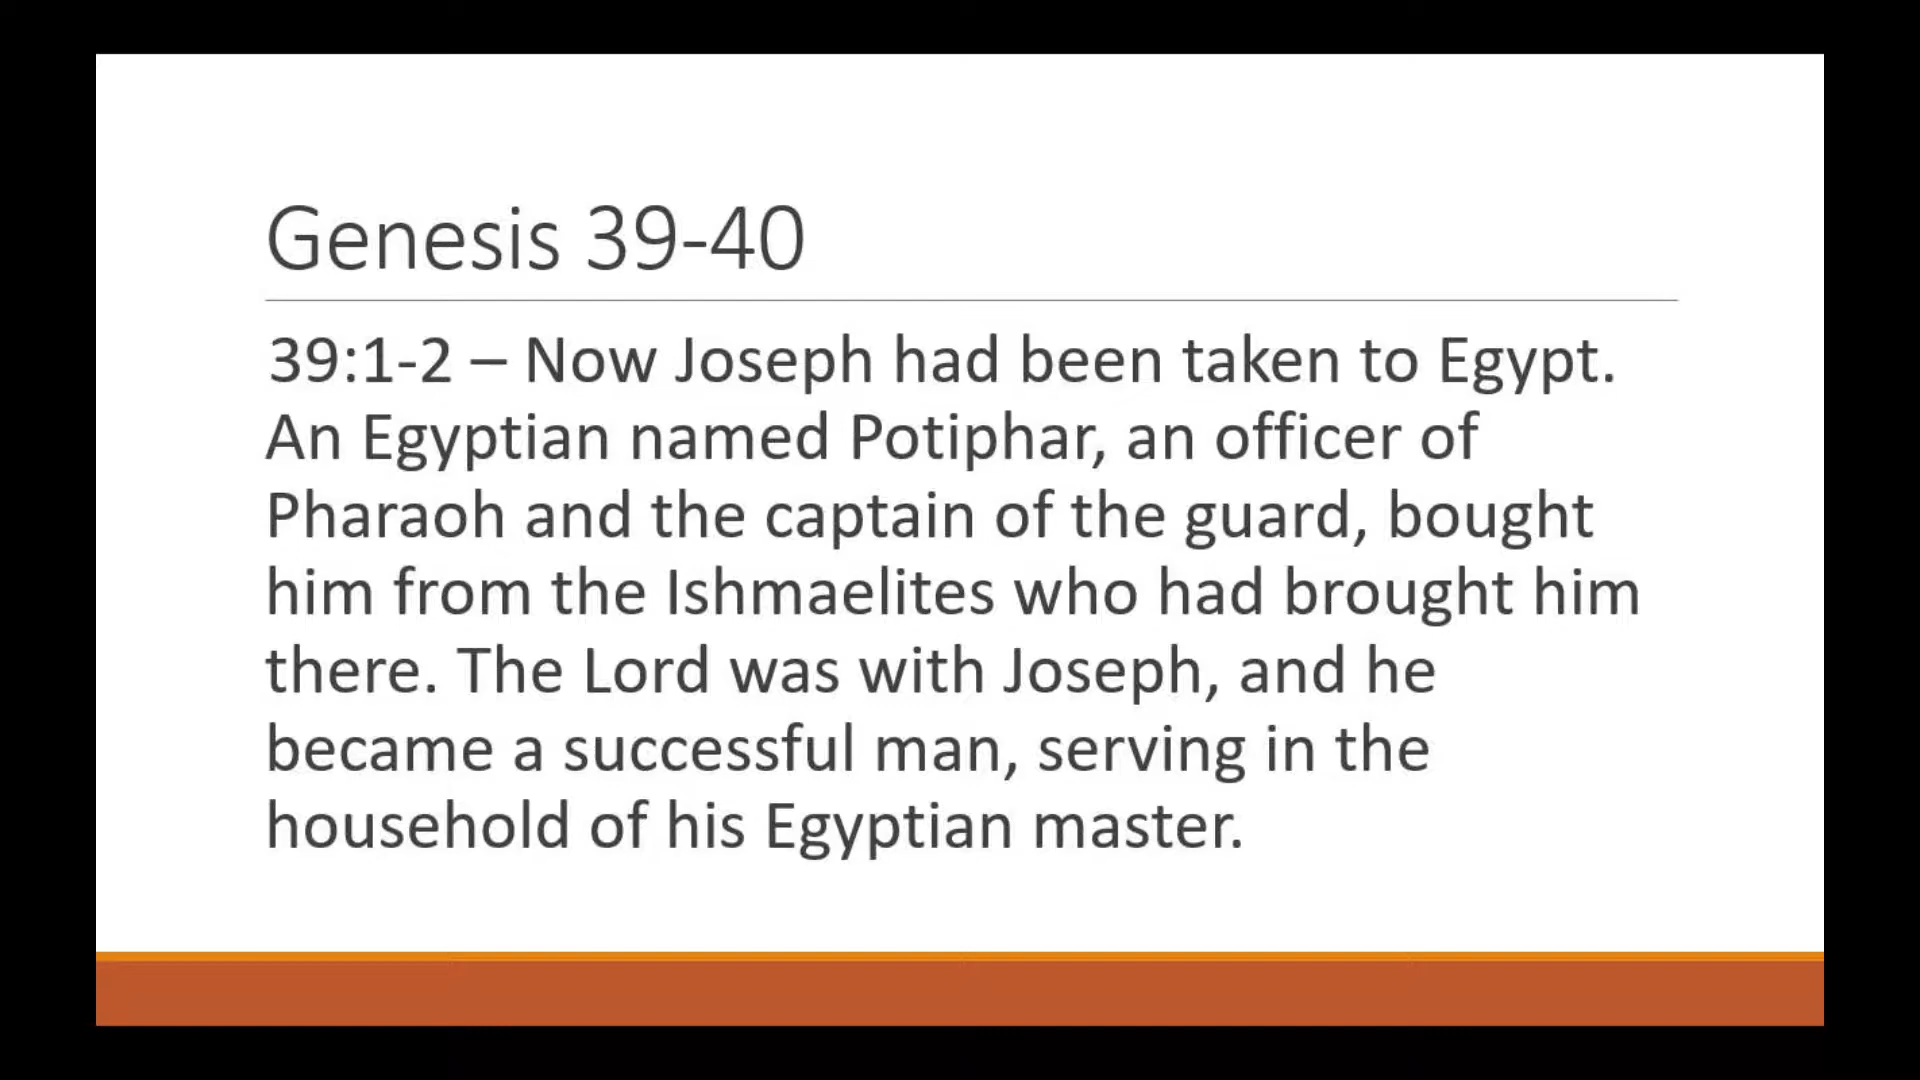 Genesis 39-40
39:1-2 – Now Joseph had been taken to Egypt.
An Egyptian named Potiphar, an officer of
Pharaoh and the captain of the guard, bought
him from the Ishmaelites who had brought him
there. The Lord was with Joseph, and he
became a successful man, serving in the
household of his Egyptian master.